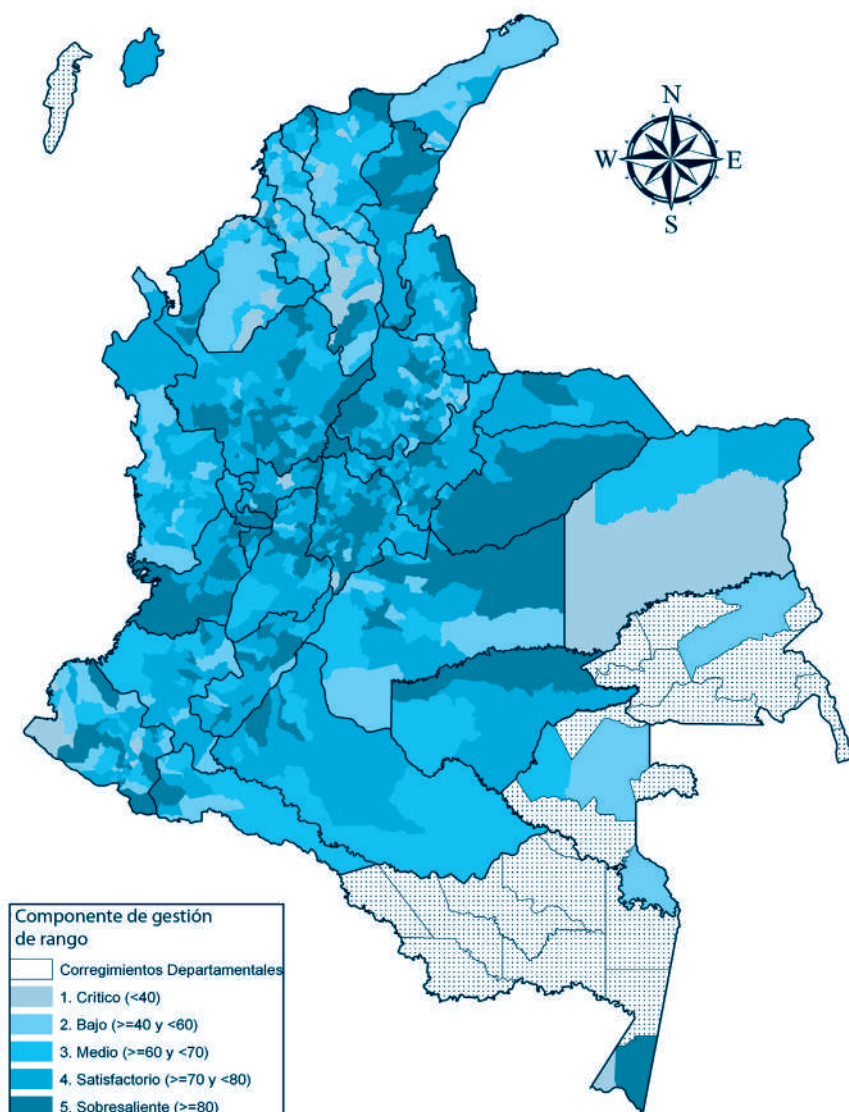 N
W E
S
Componente de gestión
de rango
Corregimientos Departamentales
1. Crítico (<40)
2. Bajo (>=40 y <60)
3. Medio (>=60 y <70)
4. Satisfactorio (>=70 y <80)
5. Sobresaliente (>=80)